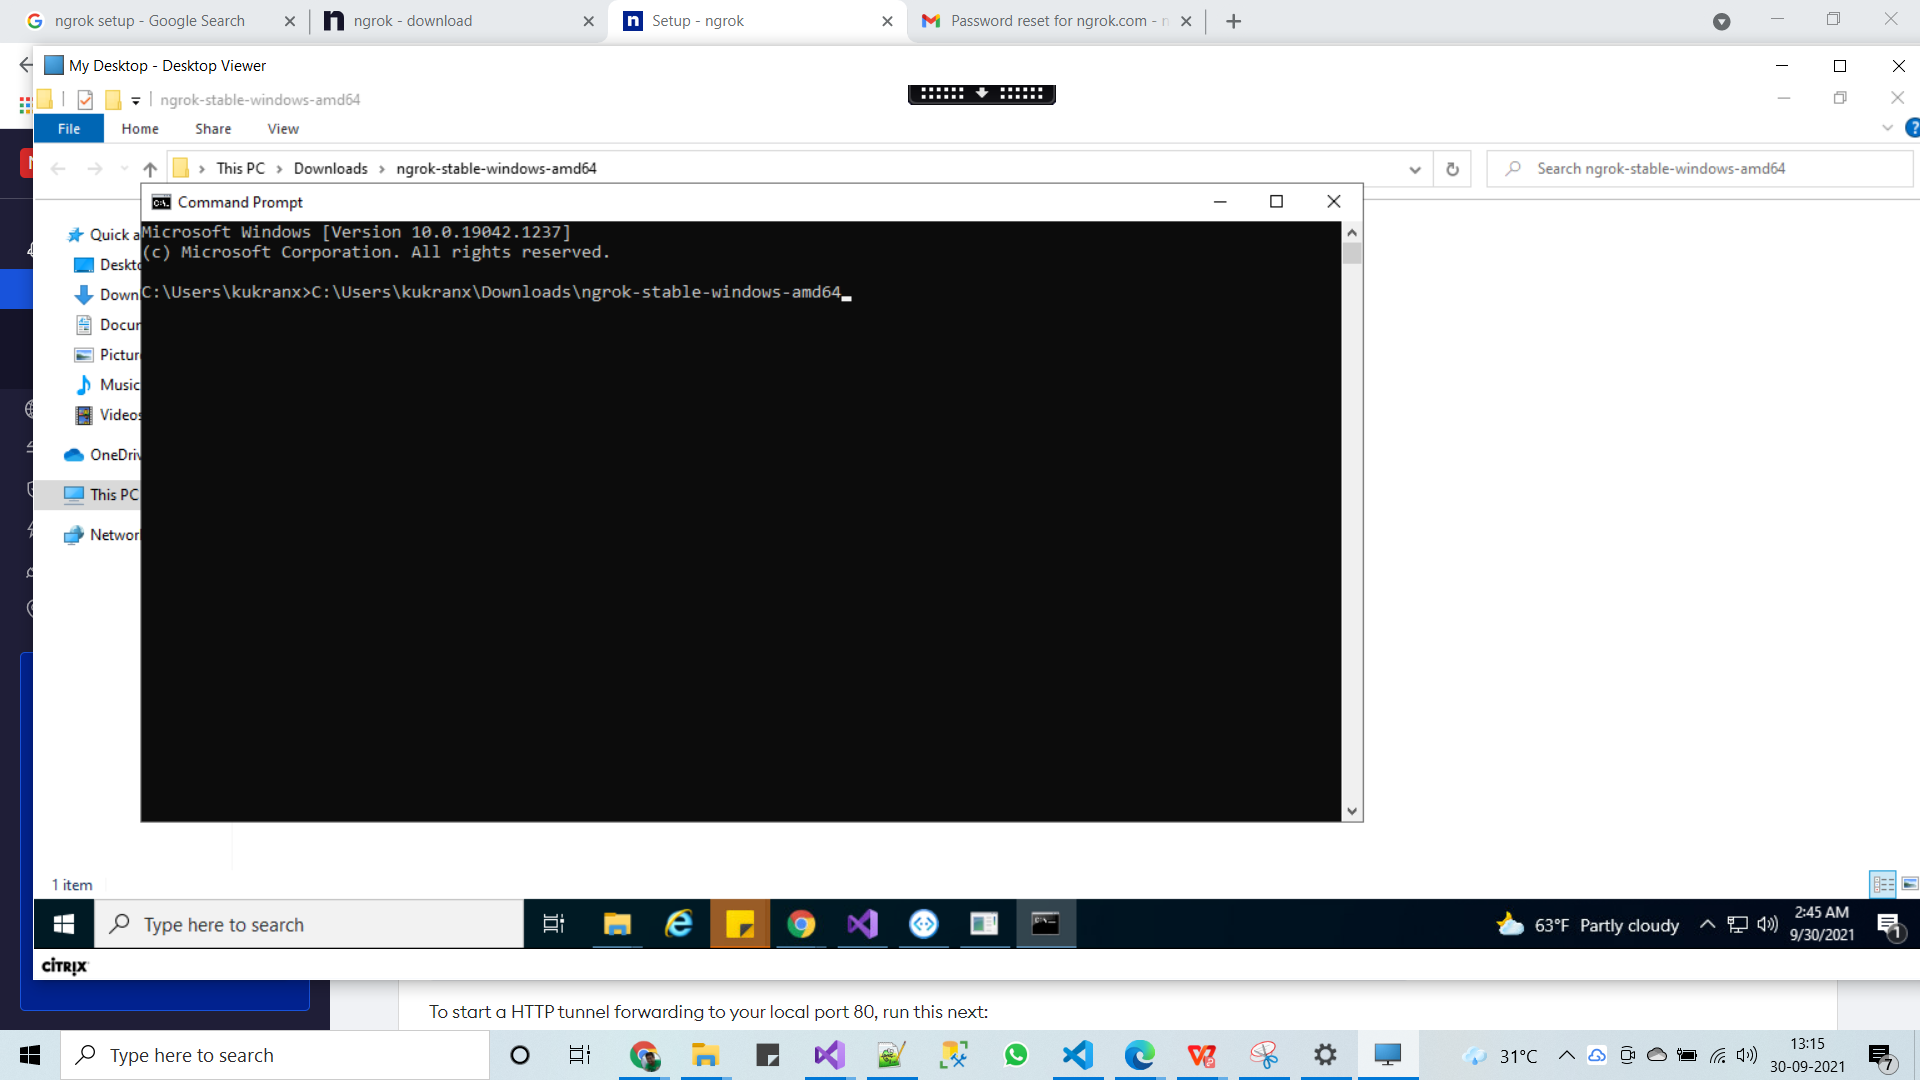 ngrok setup - Google Search
ngrok - download
Setup - ngrok
Password reset for ngrok.com -
My Desktop - Desktop Viewer
ngrok-stable-windows-amd64
File
Home
Share
View
This PC > Downloads > ngrok-stable-windows-amd64
Search ngrok-stable-windows-amd64
Command Prompt
Quick a
Microsoft Windows [Version 10.0.19042.1237]
(c) Microsoft Corporation. All rights reserved.
C:\Users\kukranx>C:\Users\kukranx\Downloads\ngrok-stable-windows-amd64
Deskto
Down
Docur
Pictur
Music
Videos
OneDriv
This PC
Networ
1 item
Type here to search
63°F Partly cloudy
2:45 AM
9/30/2021
1
CITRIX
To start a HTTP tunnel forwarding to your local port 80, run this next:
Type here to search
31°C
13:15
30-09-2021
7